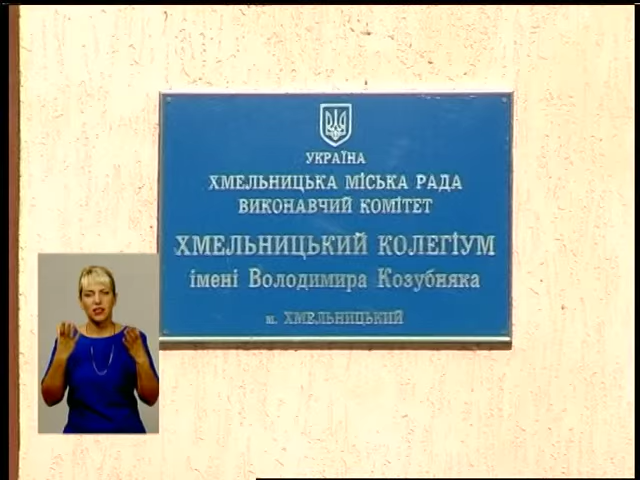 УКРАЇНА
ХМЕЛЬНИЦЬКА МІСЬКА РАДА
ВИКОНАВЧИЙ КОМІТЕТ
ХМЕЛЬНИЦЬКИЙ КОЛЕГІУМ
імені Володимира Козубняка
м. ХМЕЛЬНИЦЬКИЙ